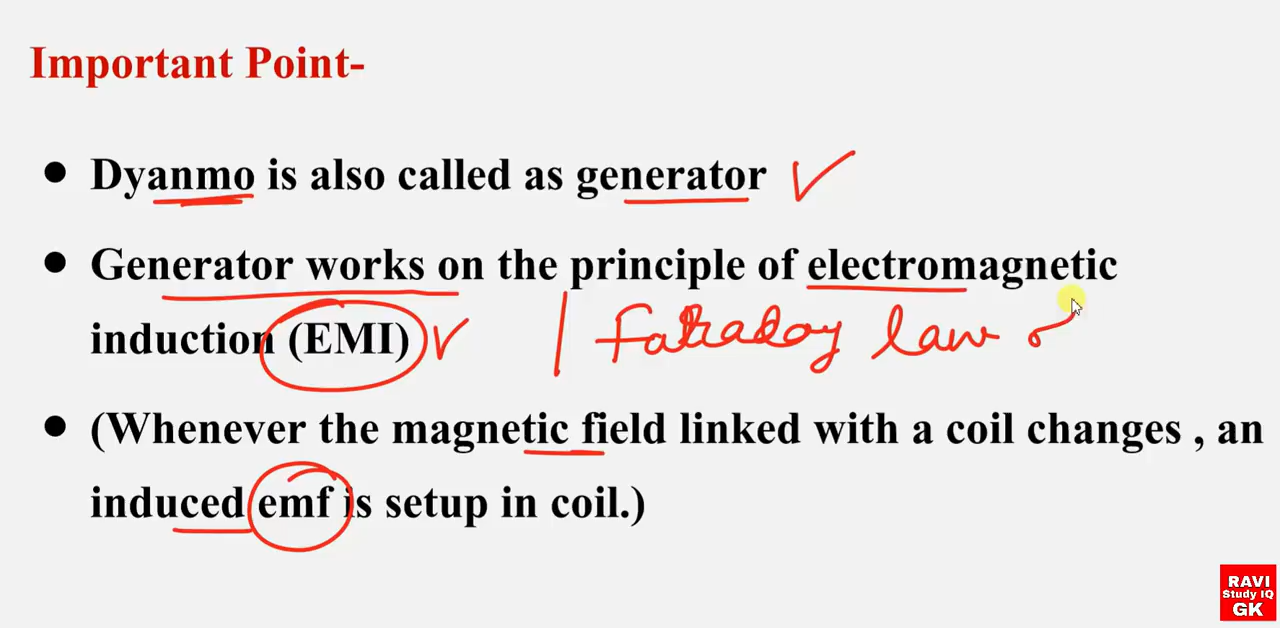 Important Point-
• Dyanmo is also called as generator
• Generator works on the principle of electromagnetic
induction (EMI) | Fatraday law
• (Whenever the magnetic field linked with a coil changes , an
induced emf is setup in coil.)
RAVI
Study IQ
GK